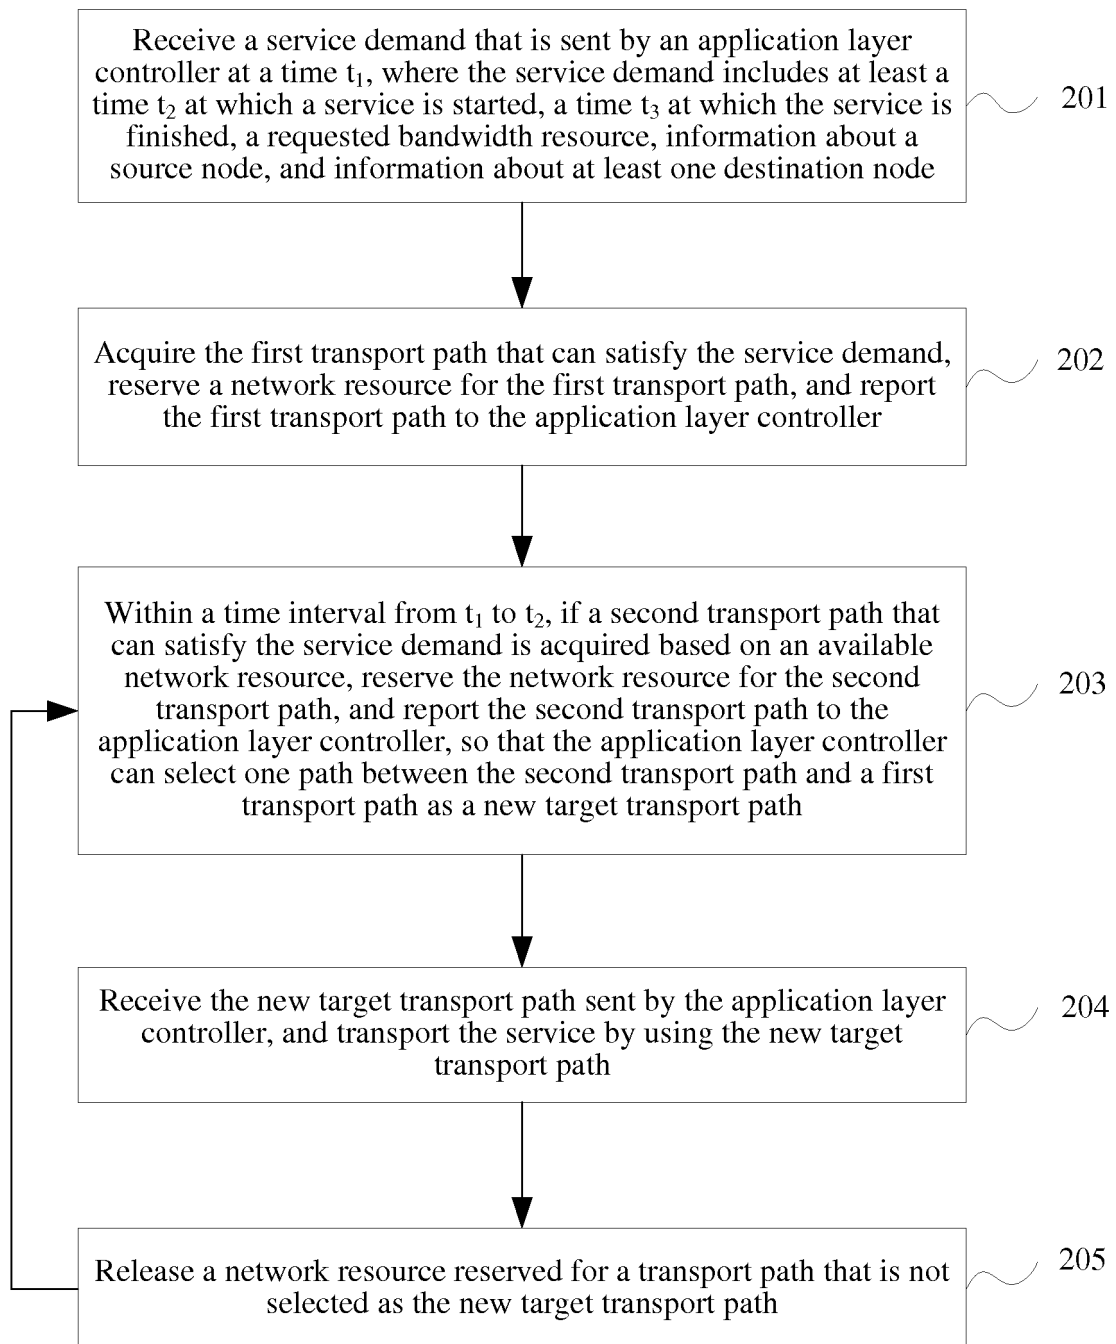 Receive a service demand that is sent by an application layer
controller at a time t₁, where the service demand includes at least a
time t₂ at which a service is started, a time t₃ at which the service is
finished, a requested bandwidth resource, information about a
source node, and information about at least one destination node
201
Acquire the first transport path that can satisfy the service demand,
reserve a network resource for the first transport path, and report
the first transport path to the application layer controller
202
Within a time interval from t₁ to t₂, if a second transport path that
can satisfy the service demand is acquired based on an available
network resource, reserve the network resource for the second
transport path, and report the second transport path to the
application layer controller, so that the application layer controller
can select one path between the second transport path and a first
transport path as a new target transport path
203
Receive the new target transport path sent by the application layer
controller, and transport the service by using the new target
transport path
204
Release a network resource reserved for a transport path that is not
selected as the new target transport path
205